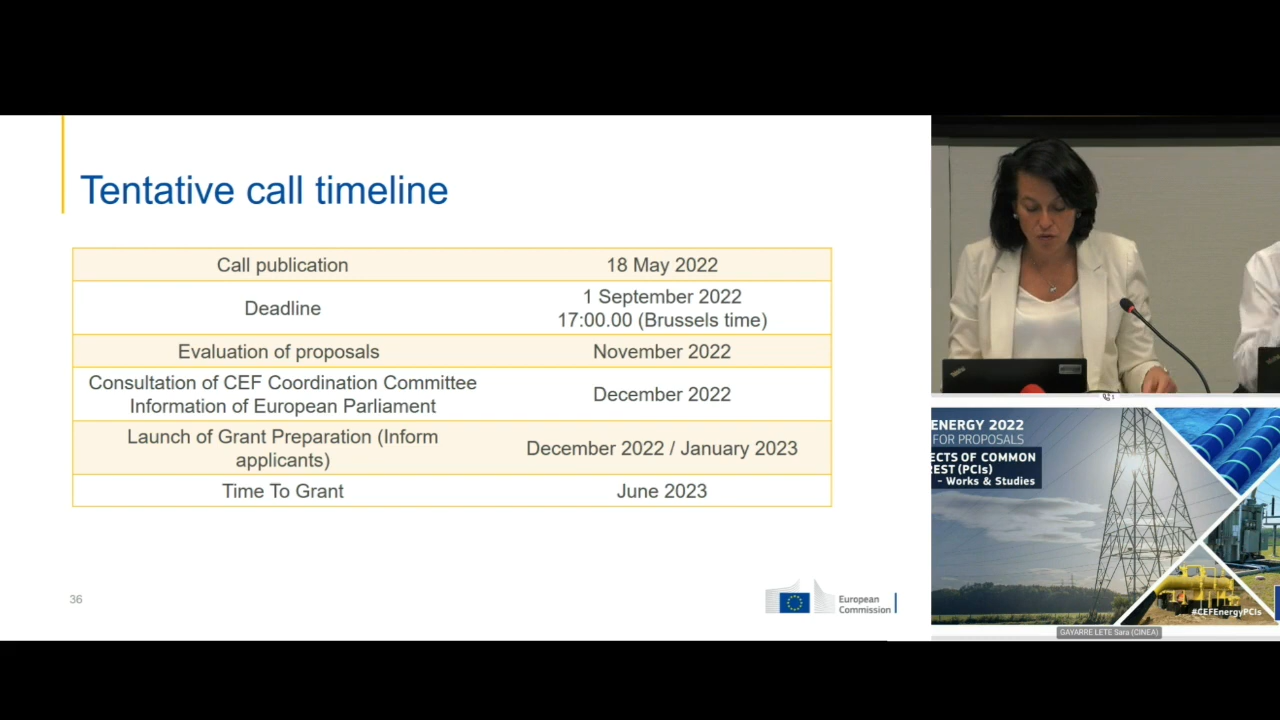 Tentative call timeline
Call publication
18 May 2022
Deadline
1 September 2022
17:00.00 (Brussels time)
Evaluation of proposals
November 2022
Consultation of CEF Coordination Committee
Information of European Parliament
December 2022
Launch of Grant Preparation (Inform
applicants)
December 2022 / January 2023
Time To Grant
June 2023
36
European
Commission
ThinkPad
ENERGY 2022
FOR PROPOSALS
ECTS OF COMMON
REST (PCIs)
- Works & Studies
#CEFEnergyPCIs
GAYARRE LETE Sara (CINEA)